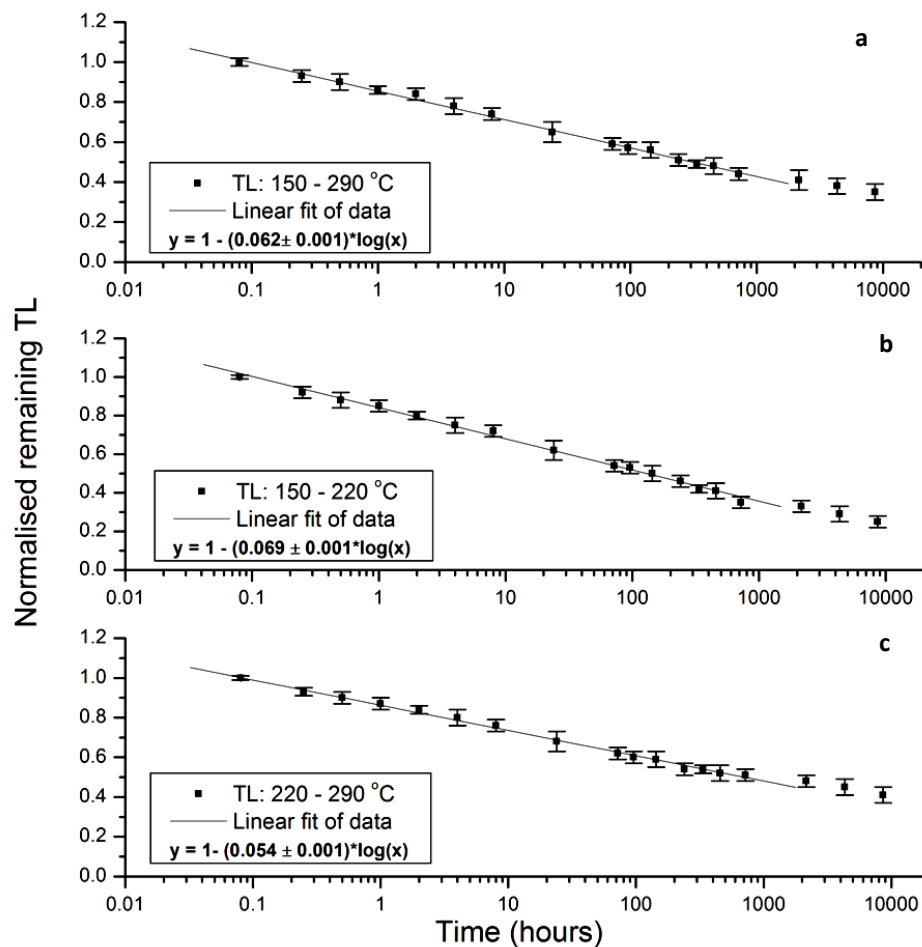 Normalised remaining TL
a
1.2
1.0
0.8
0.6
0.4
0.2
0.0
TL: 150 - 290 °C
Linear fit of data
y = 1 - (0.062± 0.001)*log(x)
0.01 0.1 1 10 100 1000 10000
b
1.2
1.0
0.8
0.6
0.4
0.2
0.0
TL: 150 - 220 °C
Linear fit of data
y = 1 - (0.069 ± 0.001*log(x)
0.01 0.1 1 10 100 1000 10000
c
1.2
1.0
0.8
0.6
0.4
0.2
0.0
TL: 220 - 290 °C
Linear fit of data
y = 1- (0.054 ± 0.001)*log(x)
0.01 0.1 1 10 100 1000 10000
Time (hours)